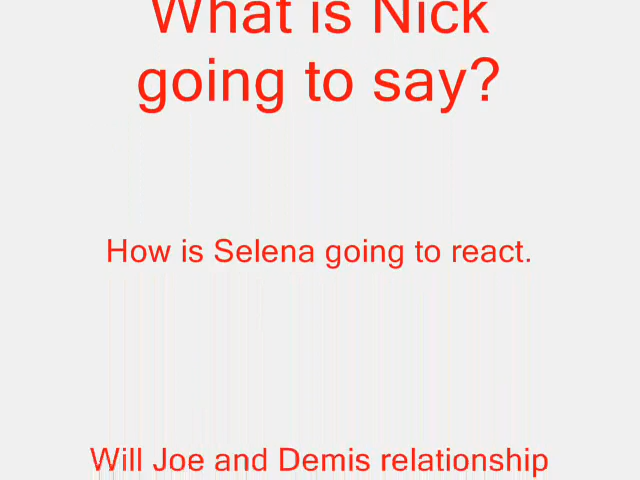 What is Nick
going to say?
How is Selena going to react.
Will Joe and Demis relationship